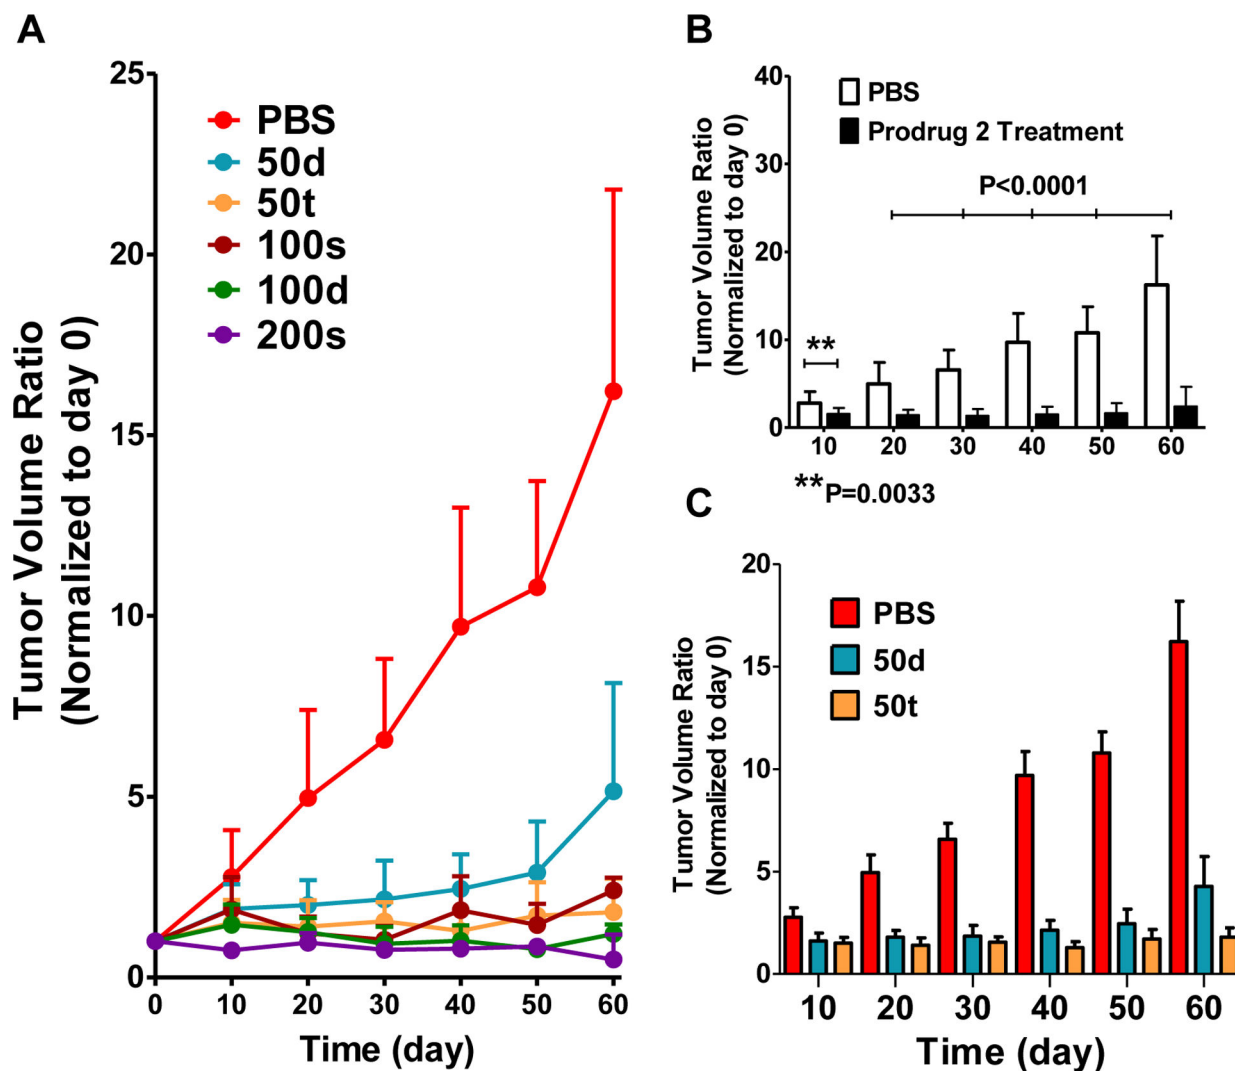 A
Tumor Volume Ratio
(Normalized to day 0)
25
20
15
10
5
0
PBS
50d
50t
100s
100d
200s
0 10 20 30 40 50 60
Time (day)
B
Tumor Volume Ratio
(Normalized to day 0)
40
30
20
10
0
PBS
Prodrug 2 Treatment
P<0.0001
**
10 20 30 40 50 60
**P=0.0033
C
Tumor Volume Ratio
(Normalized to day 0)
20
15
10
5
0
PBS
50d
50t
10 20 30 40 50 60
Time (day)